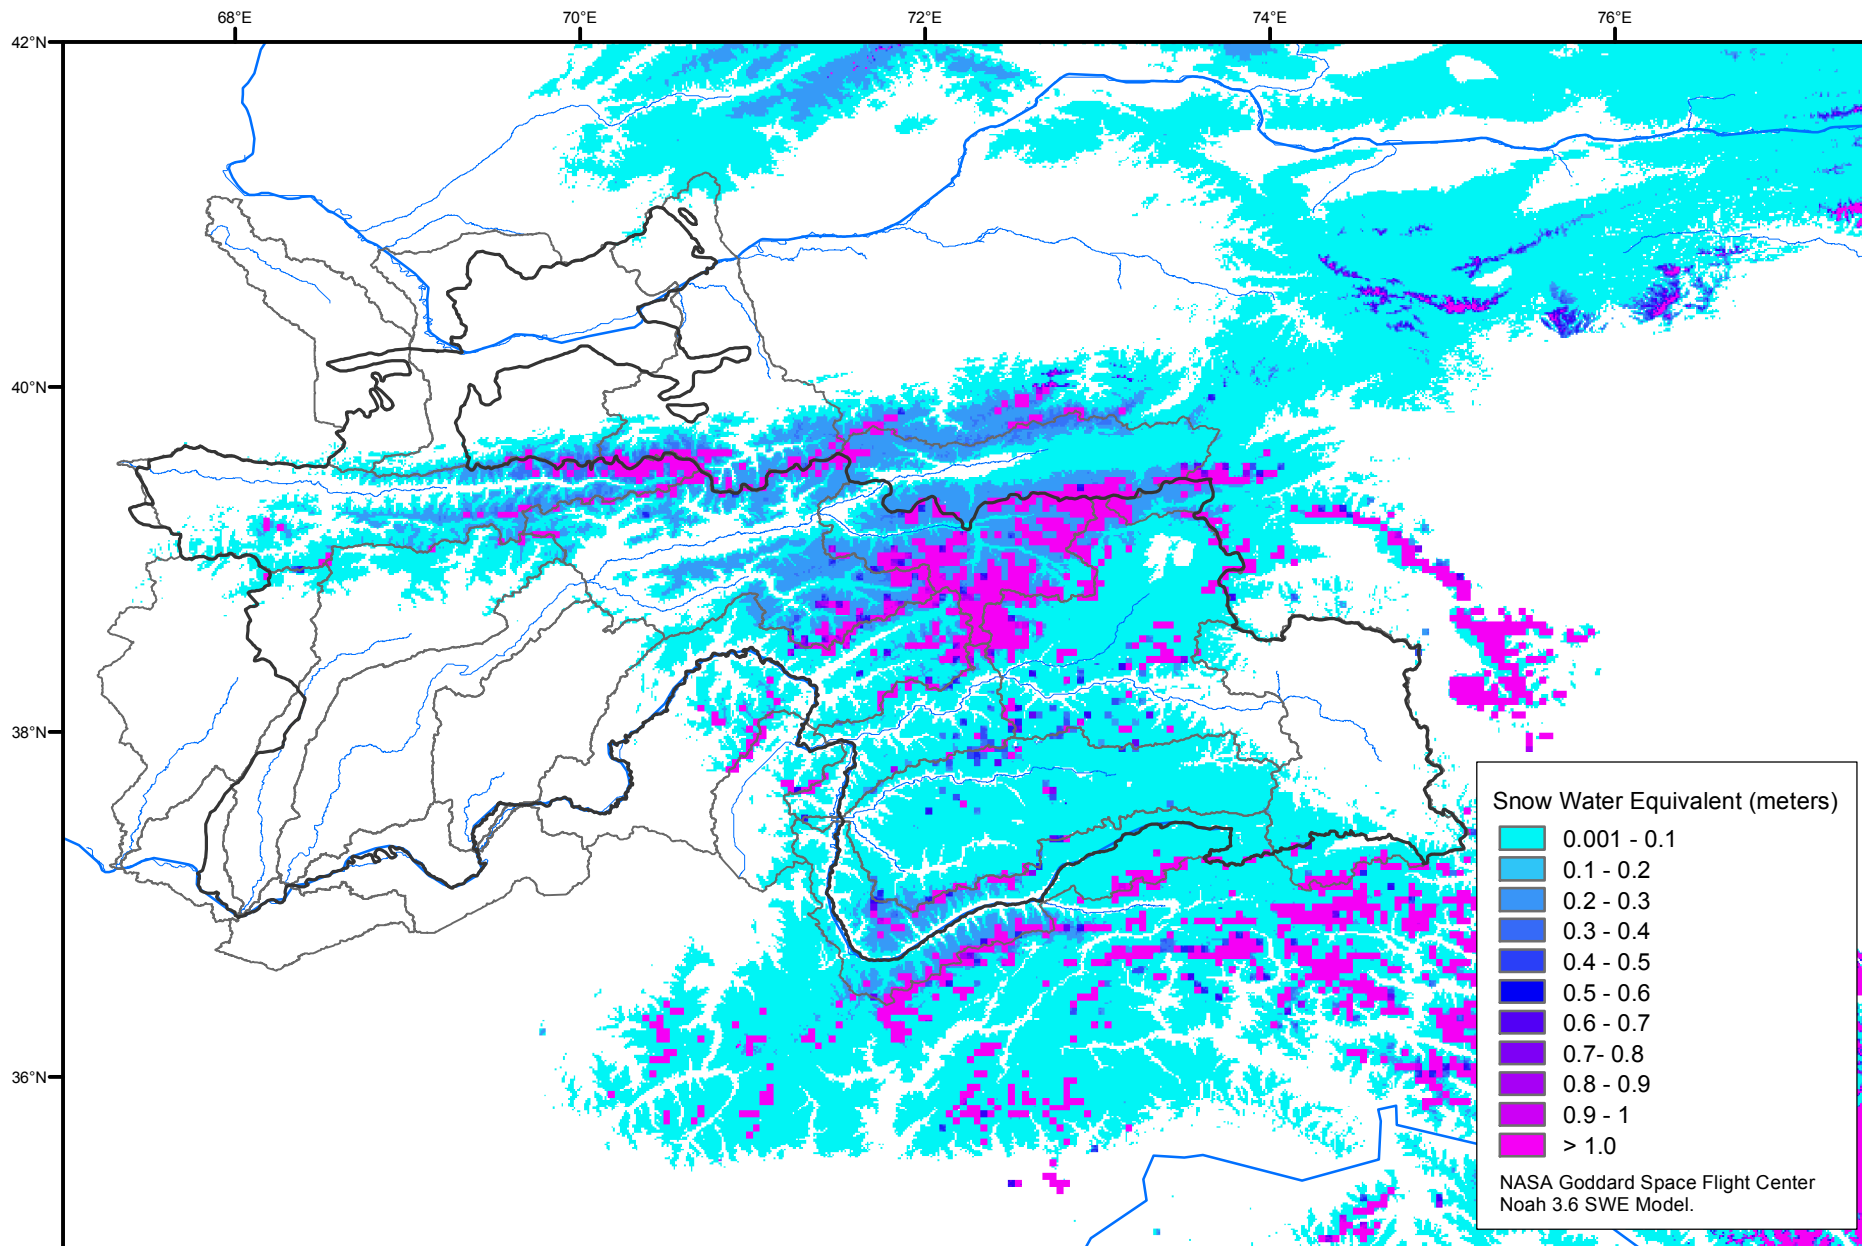 68°E 70°E 72°E 74°E 76°E
42°N
40°N
38°N
36°N
Snow Water Equivalent (meters)
0.001 - 0.1
0.1 - 0.2
0.2 - 0.3
0.3 - 0.4
0.4 - 0.5
0.5 - 0.6
0.6 - 0.7
0.7- 0.8
0.8 - 0.9
0.9 - 1
> 1.0
NASA Goddard Space Flight Center
Noah 3.6 SWE Model.